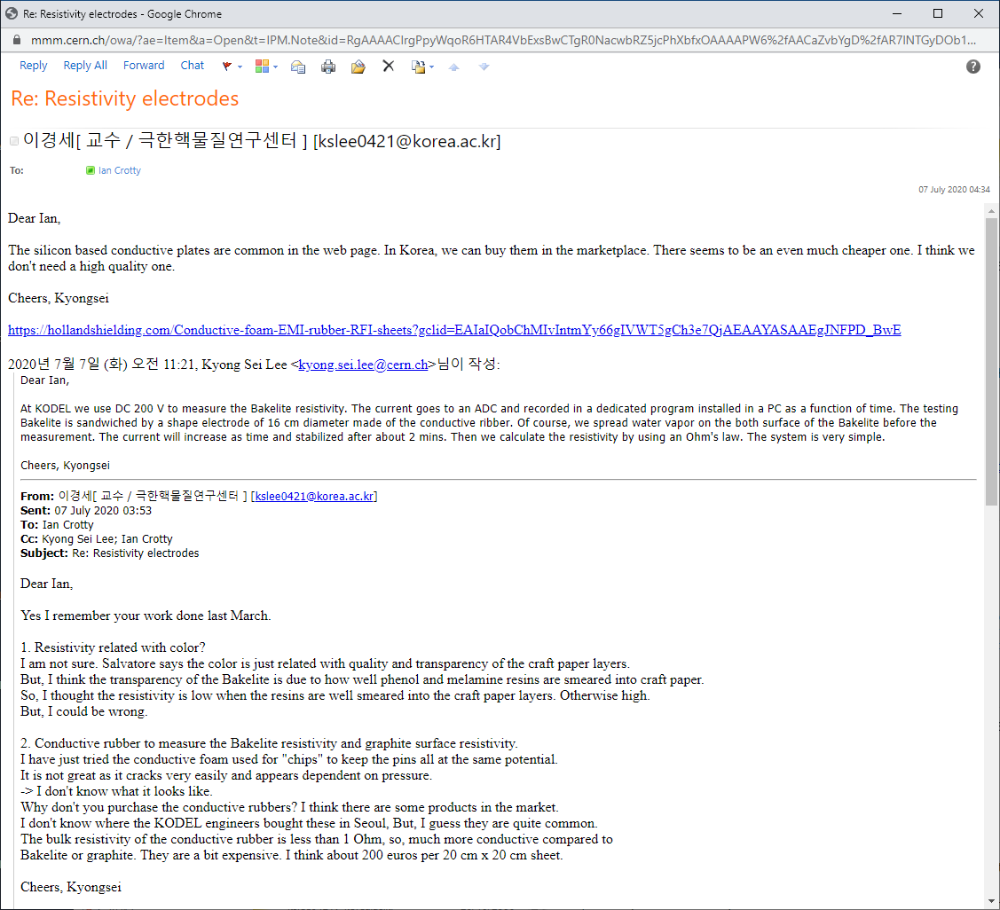 Re: Resistivity electrodes - Google Chrome
mmm.cern.ch/owa/?ae=Item&a=Open&t=IPM.Note&id=RgAAAACIrgPpyWqoR6HTAR4VbExsBwCTgR0NacwbRZ5jcPhXbfxOAAAAPW6%2fAACaZvbYgD%2fAR7INTGyDOb1...
Reply Reply All Forward Chat
Re: Resistivity electrodes
이경세[ 교수 / 극한핵물질연구센터 ] [kslee0421@korea.ac.kr]
To: Ian Crotty
07 July 2020 04:34
Dear Ian,
The silicon based conductive plates are common in the web page. In Korea, we can buy them in the marketplace. There seems to be an even much cheaper one. I think we
don't need a high quality one.
Cheers, Kyongsei
https://hollandshielding.com/Conductive-foam-EMI-rubber-RFI-sheets?gclid=EAIaIQobChMIvIntmYy66gIVWT5gCh3e7QjAEAAYASAAEgJNFPD_BwE
2020년 7월 7일 (화) 오전 11:21, Kyong Sei Lee <kyong.sei.lee@cern.ch>님이 작성:
Dear Ian,
At KODEL we use DC 200 V to measure the Bakelite resistivity. The current goes to an ADC and recorded in a dedicated program installed in a PC as a function of time. The testing
Bakelite is sandwiched by a shape electrode of 16 cm diameter made of the conductive ribber. Of course, we spread water vapor on the both surface of the Bakelite before the
measurement. The current will increase as time and stabilized after about 2 mins. Then we calculate the resistivity by using an Ohm's law. The system is very simple.
Cheers, Kyongsei
From: 이경세[ 교수 / 극한핵물질연구센터 ] [kslee0421@korea.ac.kr]
Sent: 07 July 2020 03:53
To: Ian Crotty
Cc: Kyong Sei Lee; Ian Crotty
Subject: Re: Resistivity electrodes
Dear Ian,
Yes I remember your work done last March.
1. Resistivity related with color?
I am not sure. Salvatore says the color is just related with quality and transparency of the craft paper layers.
But, I think the transparency of the Bakelite is due to how well phenol and melamine resins are smeared into craft paper.
So, I thought the resistivity is low when the resins are well smeared into the craft paper layers. Otherwise high.
But, I could be wrong.
2. Conductive rubber to measure the Bakelite resistivity and graphite surface resistivity.
I have just tried the conductive foam used for "chips" to keep the pins all at the same potential.
It is not great as it cracks very easily and appears dependent on pressure.
-> I don't know what it looks like.
Why don't you purchase the conductive rubbers? I think there are some products in the market.
I don't know where the KODEL engineers bought these in Seoul, But, I guess they are quite common.
The bulk resistivity of the conductive rubber is less than 1 Ohm, so, much more conductive compared to
Bakelite or graphite. They are a bit expensive. I think about 200 euros per 20 cm x 20 cm sheet.
Cheers, Kyongsei